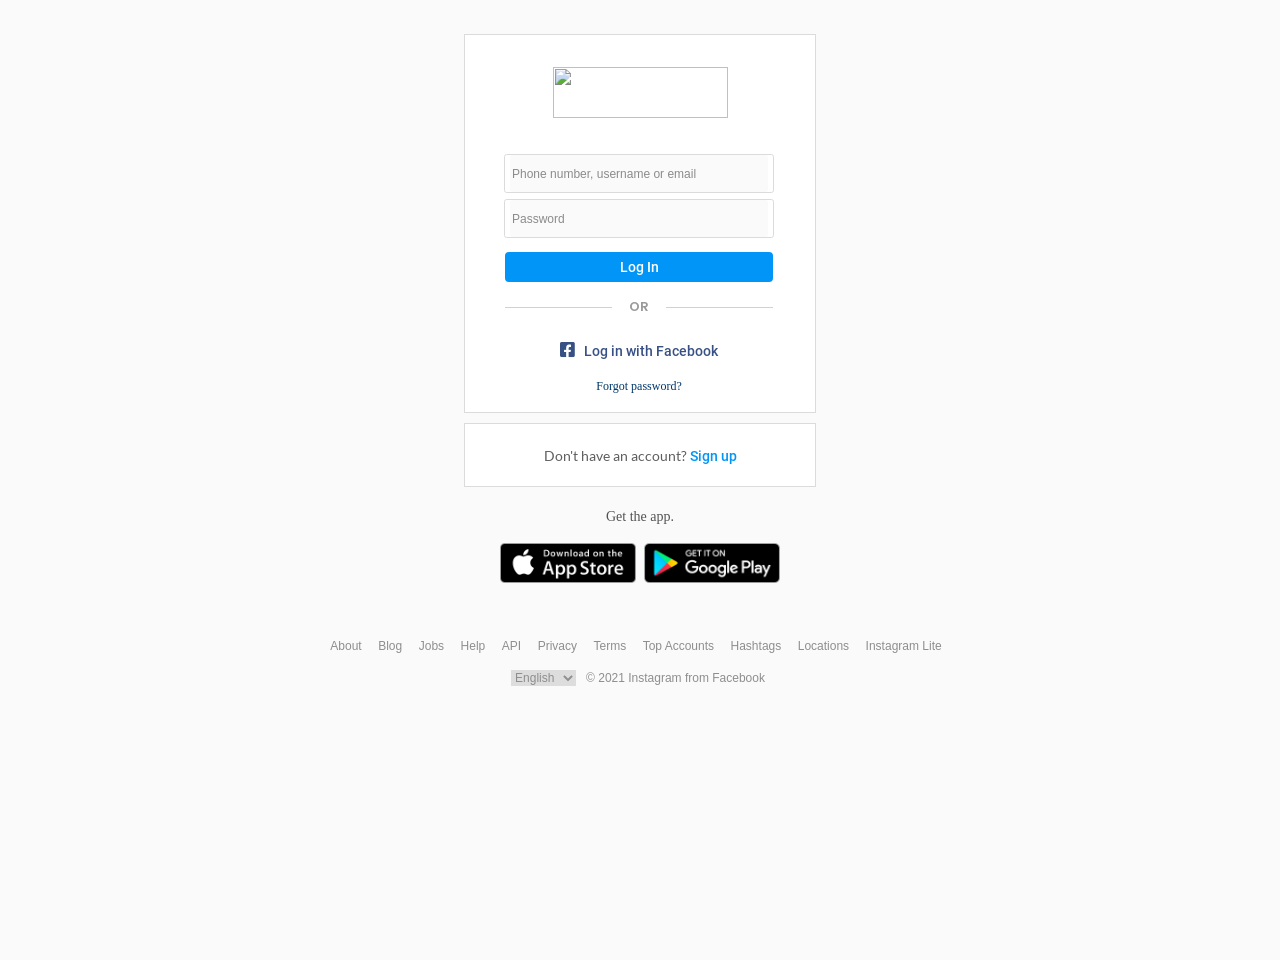 Phone number, username or email
Password
Log In
OR
Log in with Facebook
Forgot password?
Don't have an account? Sign up
Get the app.
Download on the App Store
GET IT ON Google Play
About Blog Jobs Help API Privacy Terms Top Accounts Hashtags Locations Instagram Lite
English © 2021 Instagram from Facebook